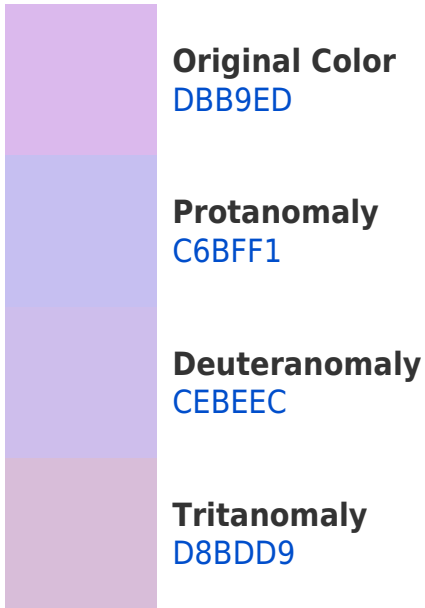 Original Color
DBB9ED
Protanomaly
C6BFF1
Deuteranomaly
CEBEEC
Tritanomaly
D8BDD9